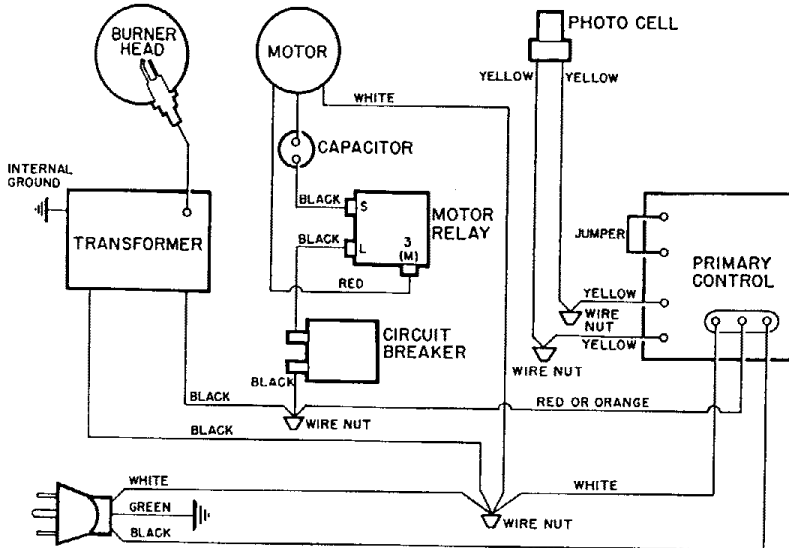 BURNER
HEAD
MOTOR
PHOTO CELL
YELLOW
YELLOW
WHITE
CAPACITOR
INTERNAL
GROUND
TRANSFORMER
BLACK
S
MOTOR
RELAY
BLACK
L
3
(M)
RED
JUMPER
PRIMARY
CONTROL
YELLOW
WIRE
NUT
YELLOW
WIRE NUT
CIRCUIT
BREAKER
BLACK
BLACK
RED OR ORANGE
WIRE NUT
BLACK
WHITE
WHITE
GREEN
WIRE NUT
BLACK